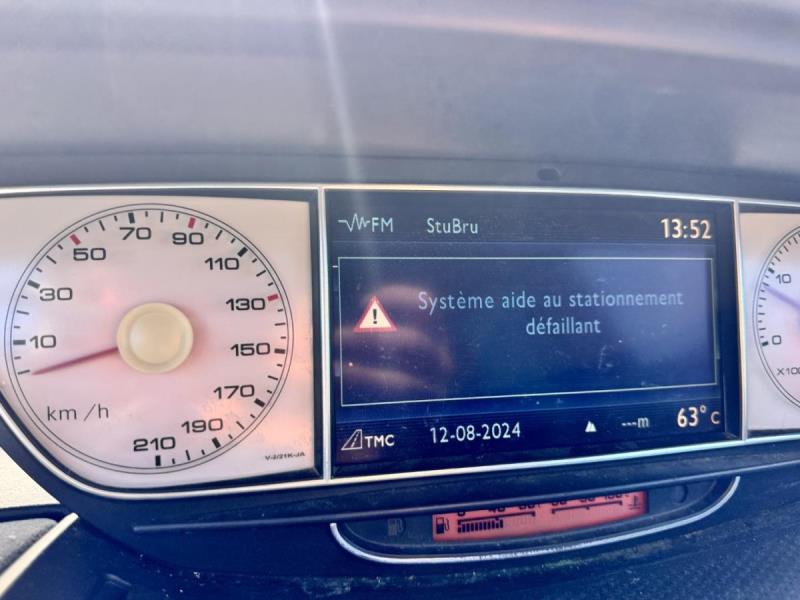 FM StuBru 13:52
Système aide au stationnement
défaillant
TMC 12-08-2024 ---m 63°C
10
30
50
70
90
110
130
150
170
190
210
km/h
0
X100